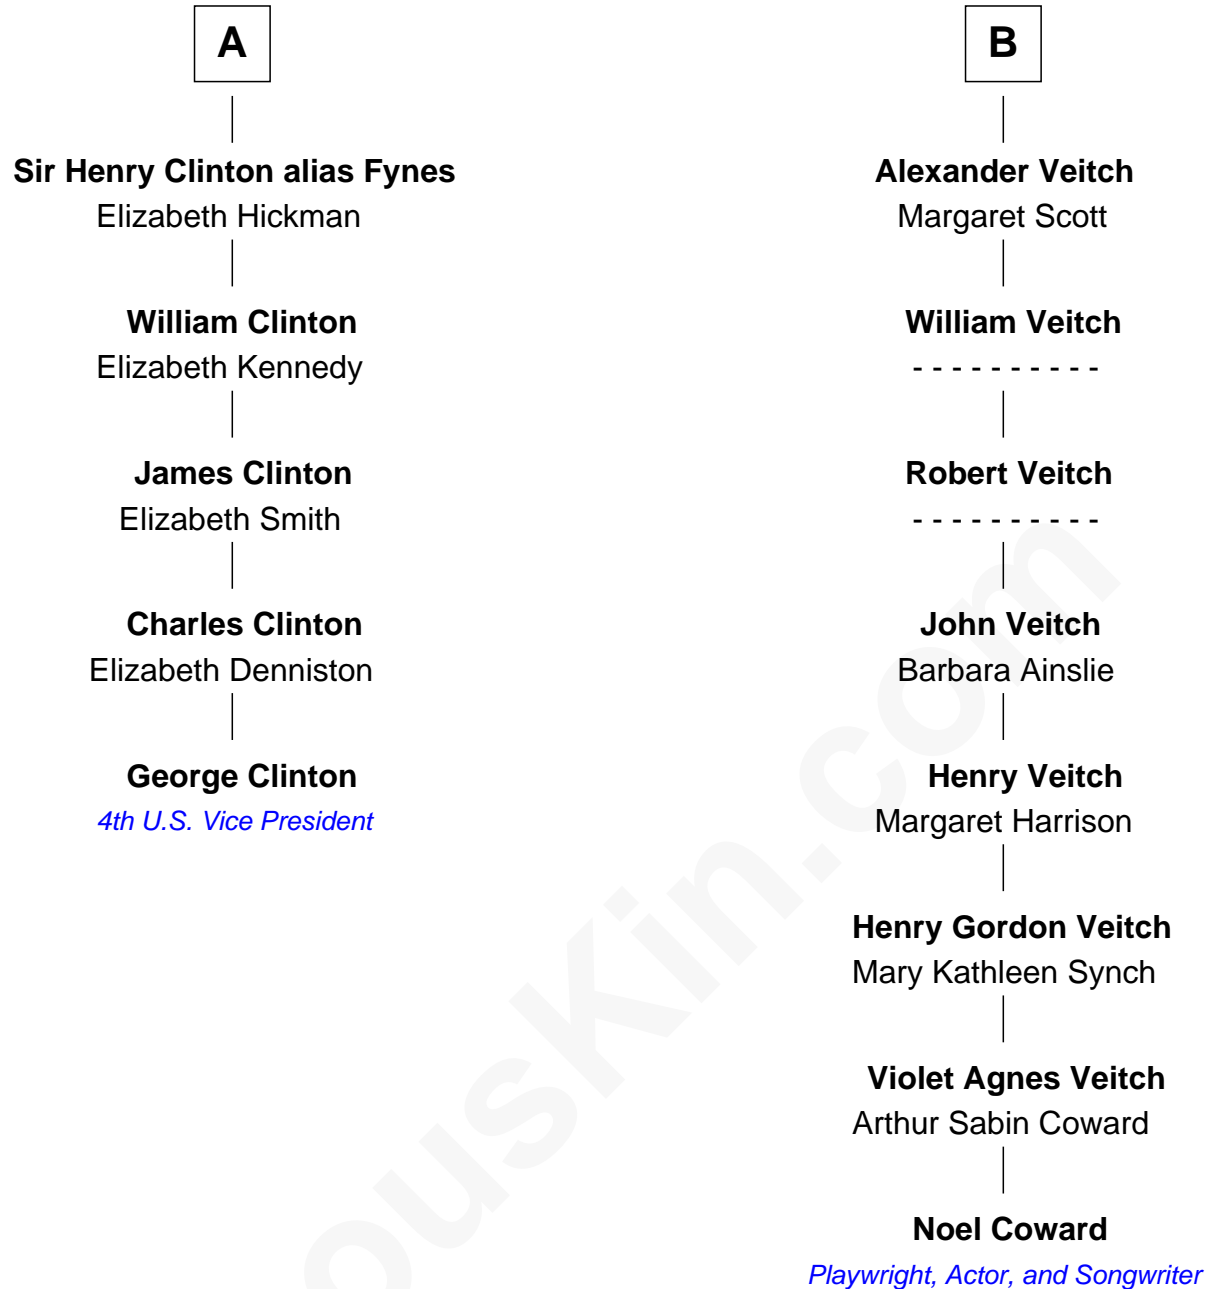 A
Sir Henry Clinton alias Fynes
Elizabeth Hickman
William Clinton
Elizabeth Kennedy
James Clinton
Elizabeth Smith
Charles Clinton
Elizabeth Denniston
George Clinton
4th U.S. Vice President
B
Alexander Veitch
Margaret Scott
William Veitch
- - - - - - - - - -
Robert Veitch
- - - - - - - - - -
John Veitch
Barbara Ainslie
Henry Veitch
Margaret Harrison
Henry Gordon Veitch
Mary Kathleen Synch
Violet Agnes Veitch
Arthur Sabin Coward
Noel Coward
Playwright, Actor, and Songwriter
ousKin.com